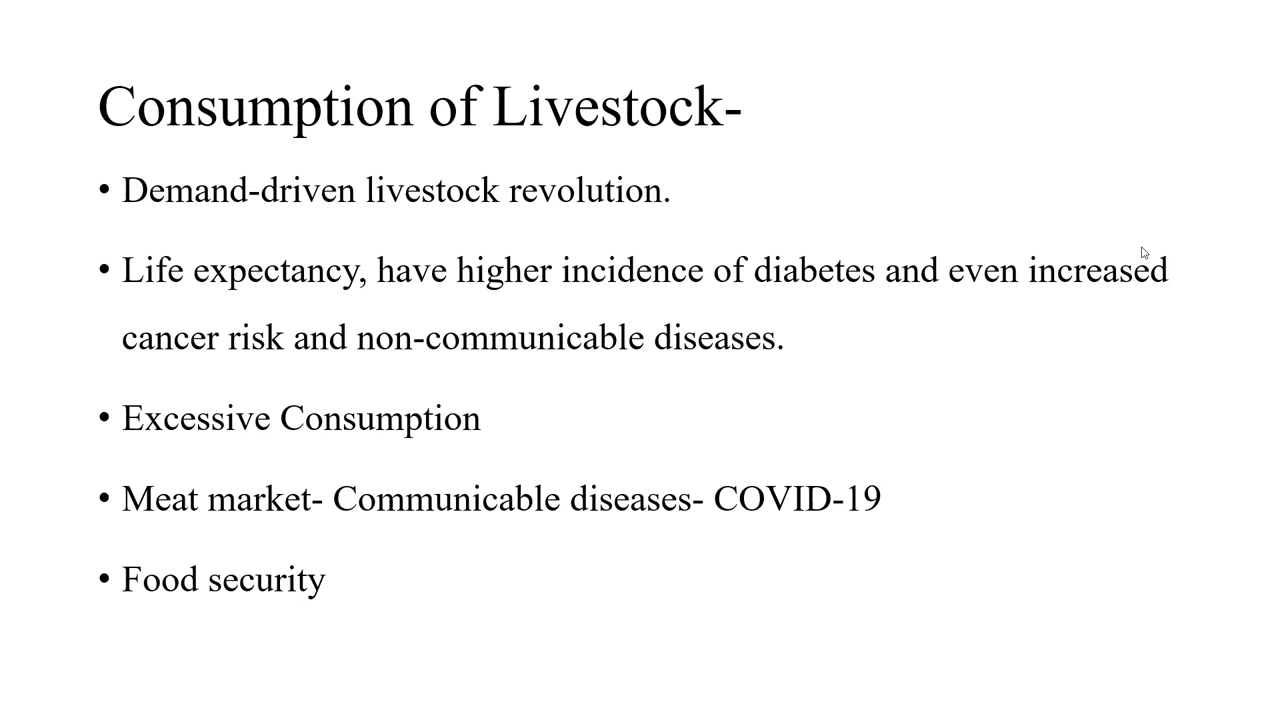 Consumption of Livestock-
• Demand-driven livestock revolution.
• Life expectancy, have higher incidence of diabetes and even increased
cancer risk and non-communicable diseases.
• Excessive Consumption
• Meat market- Communicable diseases- COVID-19
• Food security